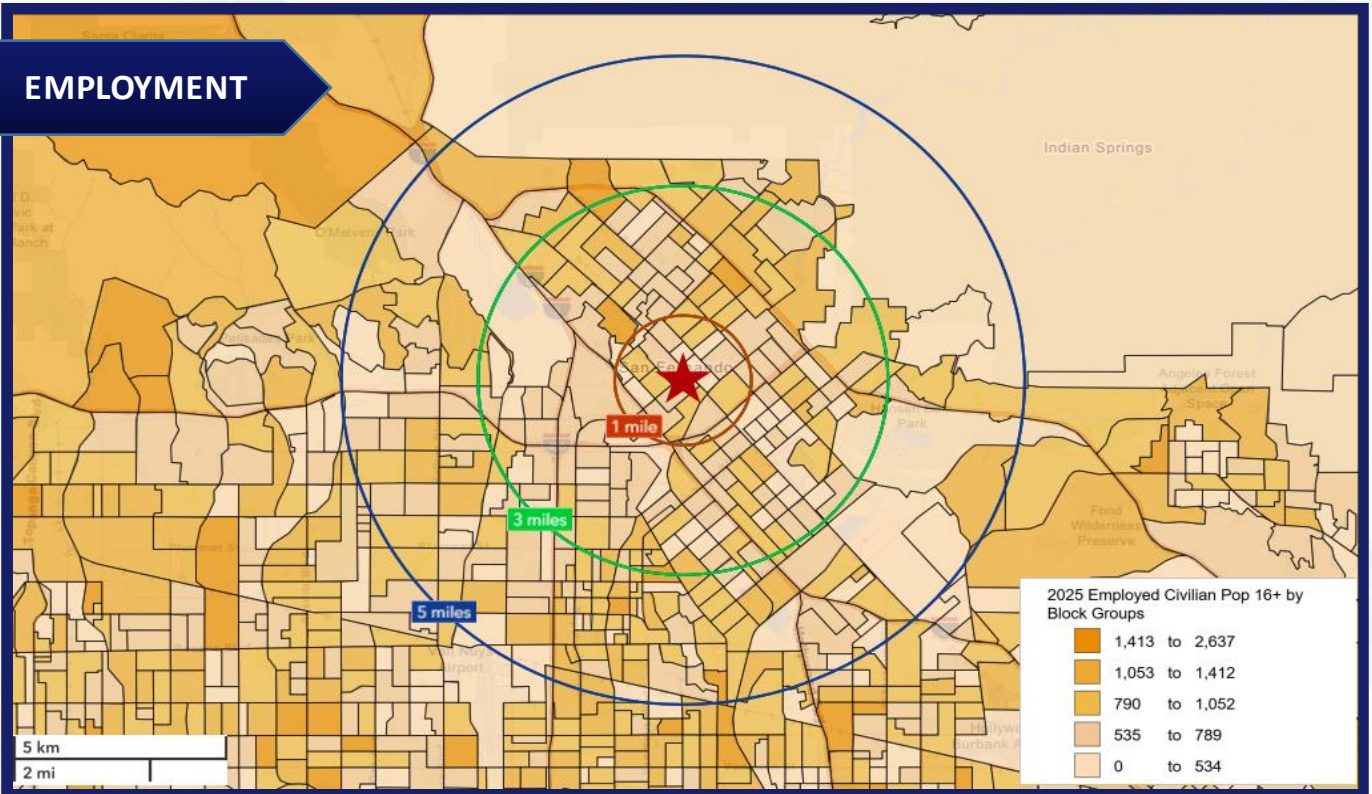 EMPLOYMENT
Santa Clarita
Indian Springs
O'Melveny Park
San Fernando
1 mile
3 miles
5 miles
Park
Angeles Forest
Space
Fond
Wilderness
Preserve
Van Nuys
Airport
2025 Employed Civilian Pop 16+ by
Block Groups
1,413 to 2,637
1,053 to 1,412
790 to 1,052
535 to 789
0 to 534
5 km
2 mi